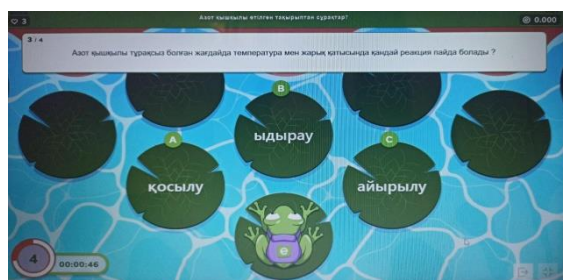 3
Азот қышқылы өтілген тақырыптан сұрақтар?
0.000
3 / 4
Азот қышқылы тұрақсыз болған жағдайда температура мен жарық қатысында қандай реакция пайда болады ?
B
ыдырау
A
қосылу
C
айырылу
e
4
00:00:46